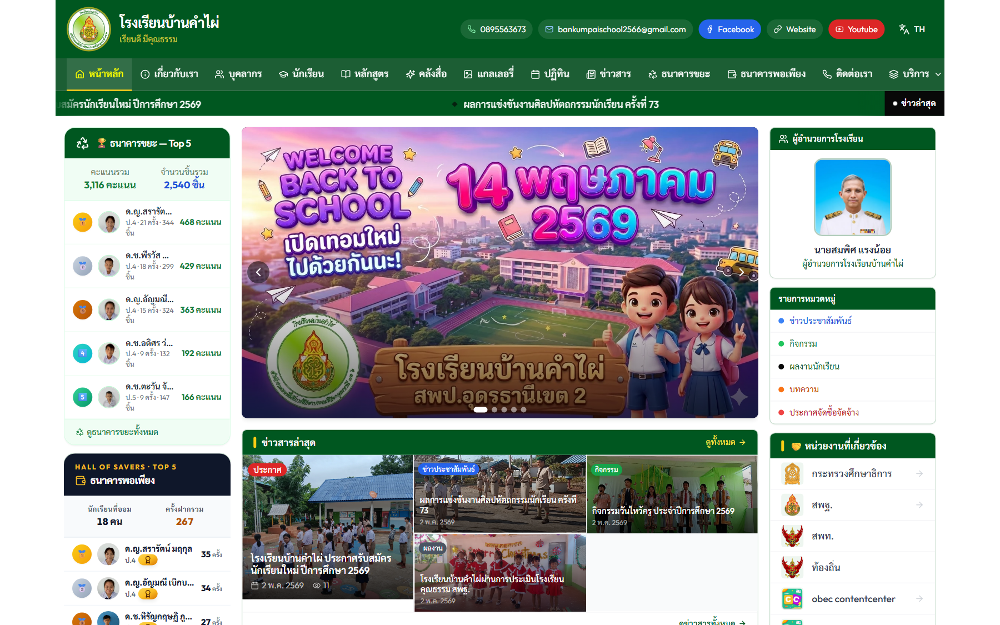 โรงเรียนบ้านคำไผ่
เรียนดี มีคุณธรรม
0895563673
bankumpaischool2566@gmail.com
Facebook
Website
Youtube
TH
หน้าหลัก
เกี่ยวกับเรา
บุคลากร
นักเรียน
หลักสูตร
คลังสื่อ
แกลเลอรี่
ปฏิทิน
ข่าวสาร
ธนาคารขยะ
ธนาคารพอเพียง
ติดต่อเรา
บริการ
สมัครนักเรียนใหม่ ปีการศึกษา 2569
ผลการแข่งขันงานศิลปหัตถกรรมนักเรียน ครั้งที่ 73
ข่าวล่าสุด
ธนาคารขยะ — Top 5
คะแนนรวม
3,116 คะแนน
จำนวนชิ้นรวม
2,540 ชิ้น
ด.ญ.สรารัต...
ป.4 · 21 ครั้ง · 344
ชิ้น
468 คะแนน
ด.ช.พีรวัส ...
ป.4 · 18 ครั้ง · 299
ชิ้น
429 คะแนน
ด.ญ.อัญมณี...
ป.4 · 15 ครั้ง · 324
ชิ้น
363 คะแนน
4
ด.ช.อดิศร ว่...
ป.4 · 9 ครั้ง · 132
ชิ้น
192 คะแนน
5
ด.ช.ตะวัน จั...
ป.5 · 9 ครั้ง · 147
ชิ้น
166 คะแนน
ดูธนาคารขยะทั้งหมด
HALL OF SAVERS · TOP 5
ธนาคารพอเพียง
นักเรียนที่ออม
18 คน
ครั้งฝากรวม
267
ด.ญ.สรารัตน์ มฤกุล
ป.4
35 ครั้ง
ด.ญ.อัญมณี เบิกบ...
ป.4
34 ครั้ง
ด.ช.หิรัญกฤษฎิ์ ภู...
27 ครั้ง
WELCOME
BACK TO
SCHOOL
เปิดเทอมใหม่
ไปด้วยกันนะ!
14 พฤษภาคม
2569
โรงเรียนบ้านคำไผ่
โรงเรียนบ้านคำไผ่
สพป.อุดรธานีเขต 2
ข่าวสารล่าสุด
ดูทั้งหมด
ประกาศ
โรงเรียนบ้านคำไผ่ ประกาศรับสมัคร
นักเรียนใหม่ ปีการศึกษา 2569
2 พ.ค. 2569
11
ข่าวประชาสัมพันธ์
ผลการแข่งขันงานศิลปหัตถกรรมนักเรียน ครั้งที่
73
2 พ.ค. 2569
กิจกรรม
กิจกรรมวันไหว้ครู ประจำปีการศึกษา 2569
2 พ.ค. 2569
ผลงาน
โรงเรียนบ้านคำไผ่ผ่านการประเมินโรงเรียน
คุณธรรม สพฐ.
2 พ.ค. 2569
ดูข่าวสารทั้งหมด
ผู้อำนวยการโรงเรียน
นายสมพิศ แรงน้อย
ผู้อำนวยการโรงเรียนบ้านคำไผ่
รายการหมวดหมู่
ข่าวประชาสัมพันธ์
กิจกรรม
ผลงานนักเรียน
บทความ
ประกาศจัดซื้อจัดจ้าง
หน่วยงานที่เกี่ยวข้อง
กระทรวงศึกษาธิการ
สพฐ.
สพท.
ท้องถิ่น
obec contentcenter